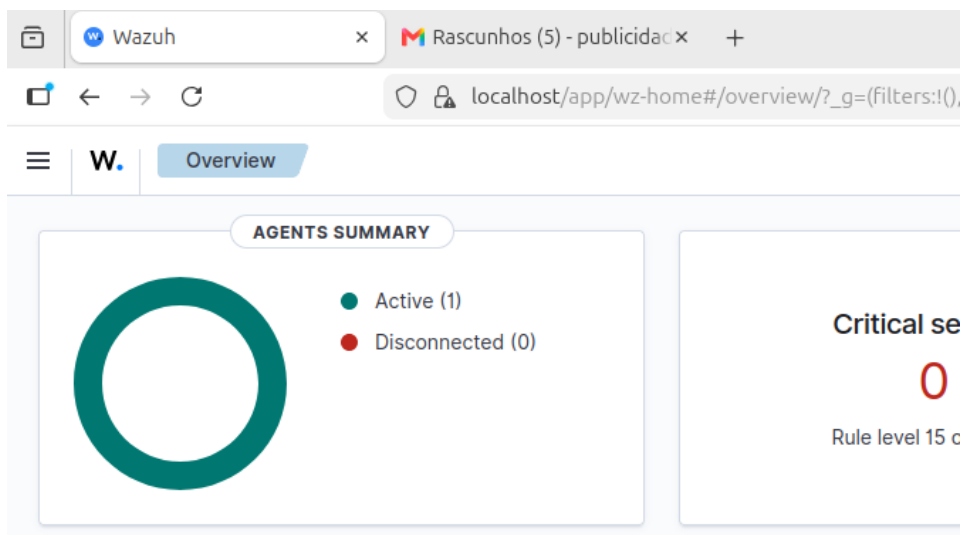 Wazuh
Rascunhos (5) - publicidad
localhost/app/wz-home#/overview/?_g=(filters:!(),
W.
Overview
AGENTS SUMMARY
Active (1)
Disconnected (0)
Critical se
0
Rule level 15 o